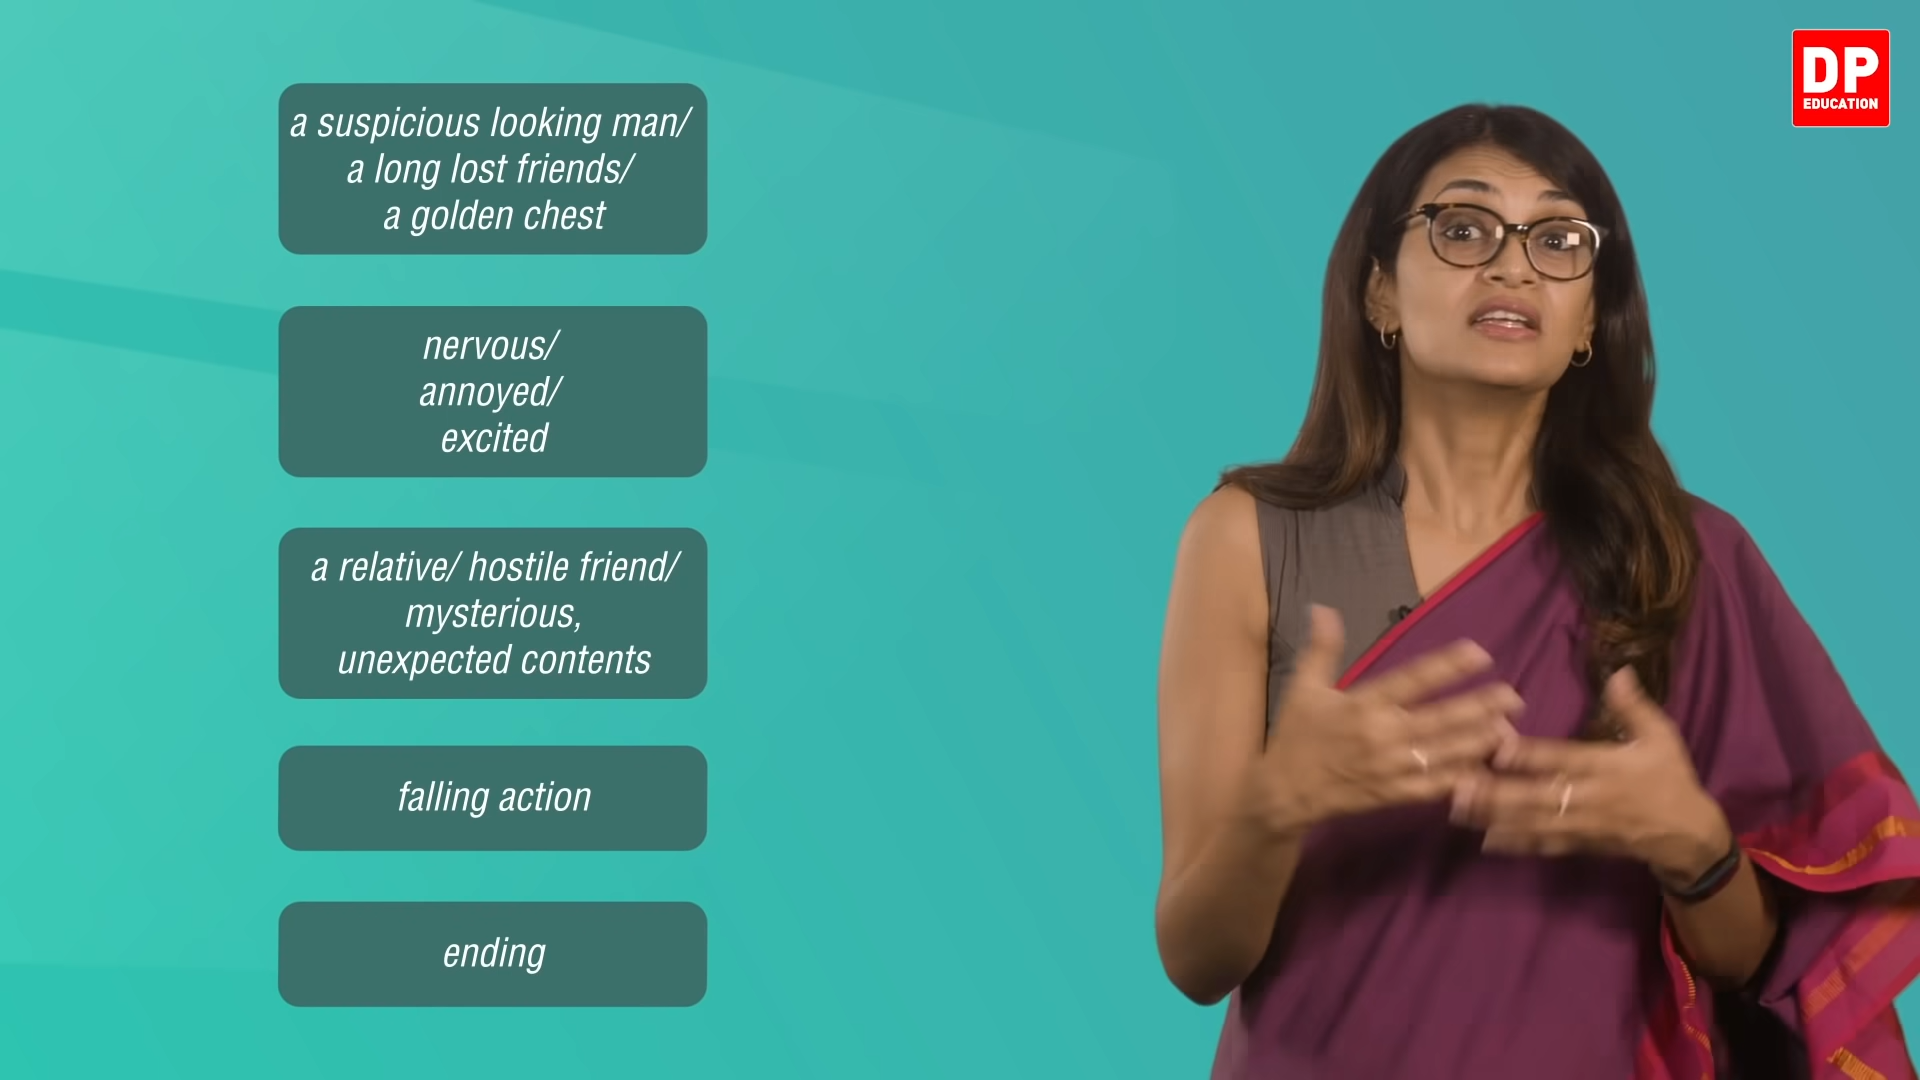 DP
EDUCATION
a suspicious looking man/
a long lost friends/
a golden chest
nervous/
annoyed/
excited
a relative/ hostile friend/
mysterious,
unexpected contents
falling action
ending